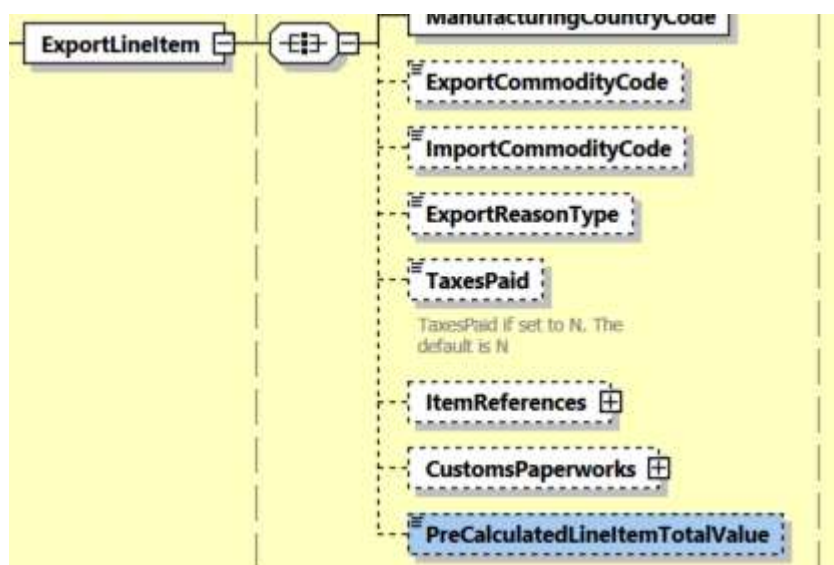 ManufacturingCountryCode
ExportLineItem
ExportCommodityCode
ImportCommodityCode
ExportReasonType
TaxesPaid
TaxesPaid if set to N. The
default is N
ItemReferences
CustomsPaperworks
PreCalculatedLineItemTotalValue